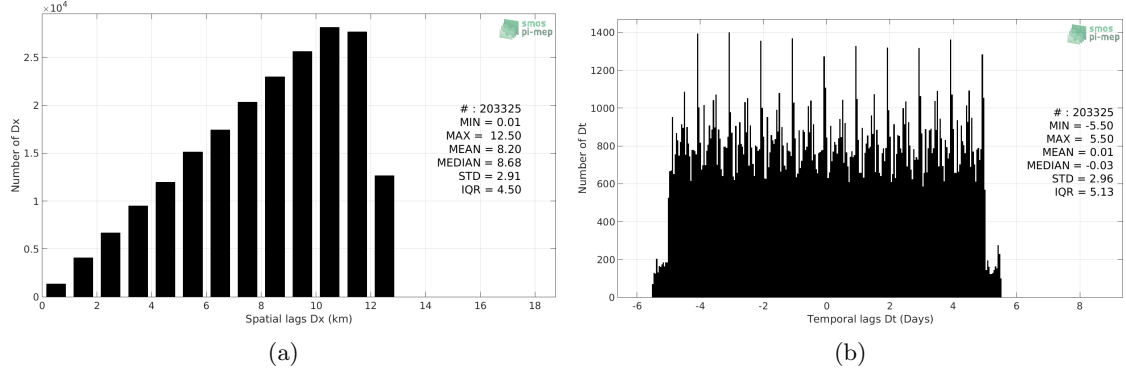 ×10⁴
smos
pi-mep
2.5
2
1.5
1
0.5
0
Number of Dx
# : 203325
MIN = 0.01
MAX = 12.50
MEAN = 8.20
MEDIAN = 8.68
STD = 2.91
IQR = 4.50
0 2 4 6 8 10 12 14 16 18
Spatial lags Dx (km)
(a)
smos
pi-mep
1400
1200
1000
800
600
400
200
0
Number of Dt
# : 203325
MIN = -5.50
MAX = 5.50
MEAN = 0.01
MEDIAN = -0.03
STD = 2.96
IQR = 5.13
-6 -4 -2 0 2 4 6 8
Temporal lags Dt (Days)
(b)